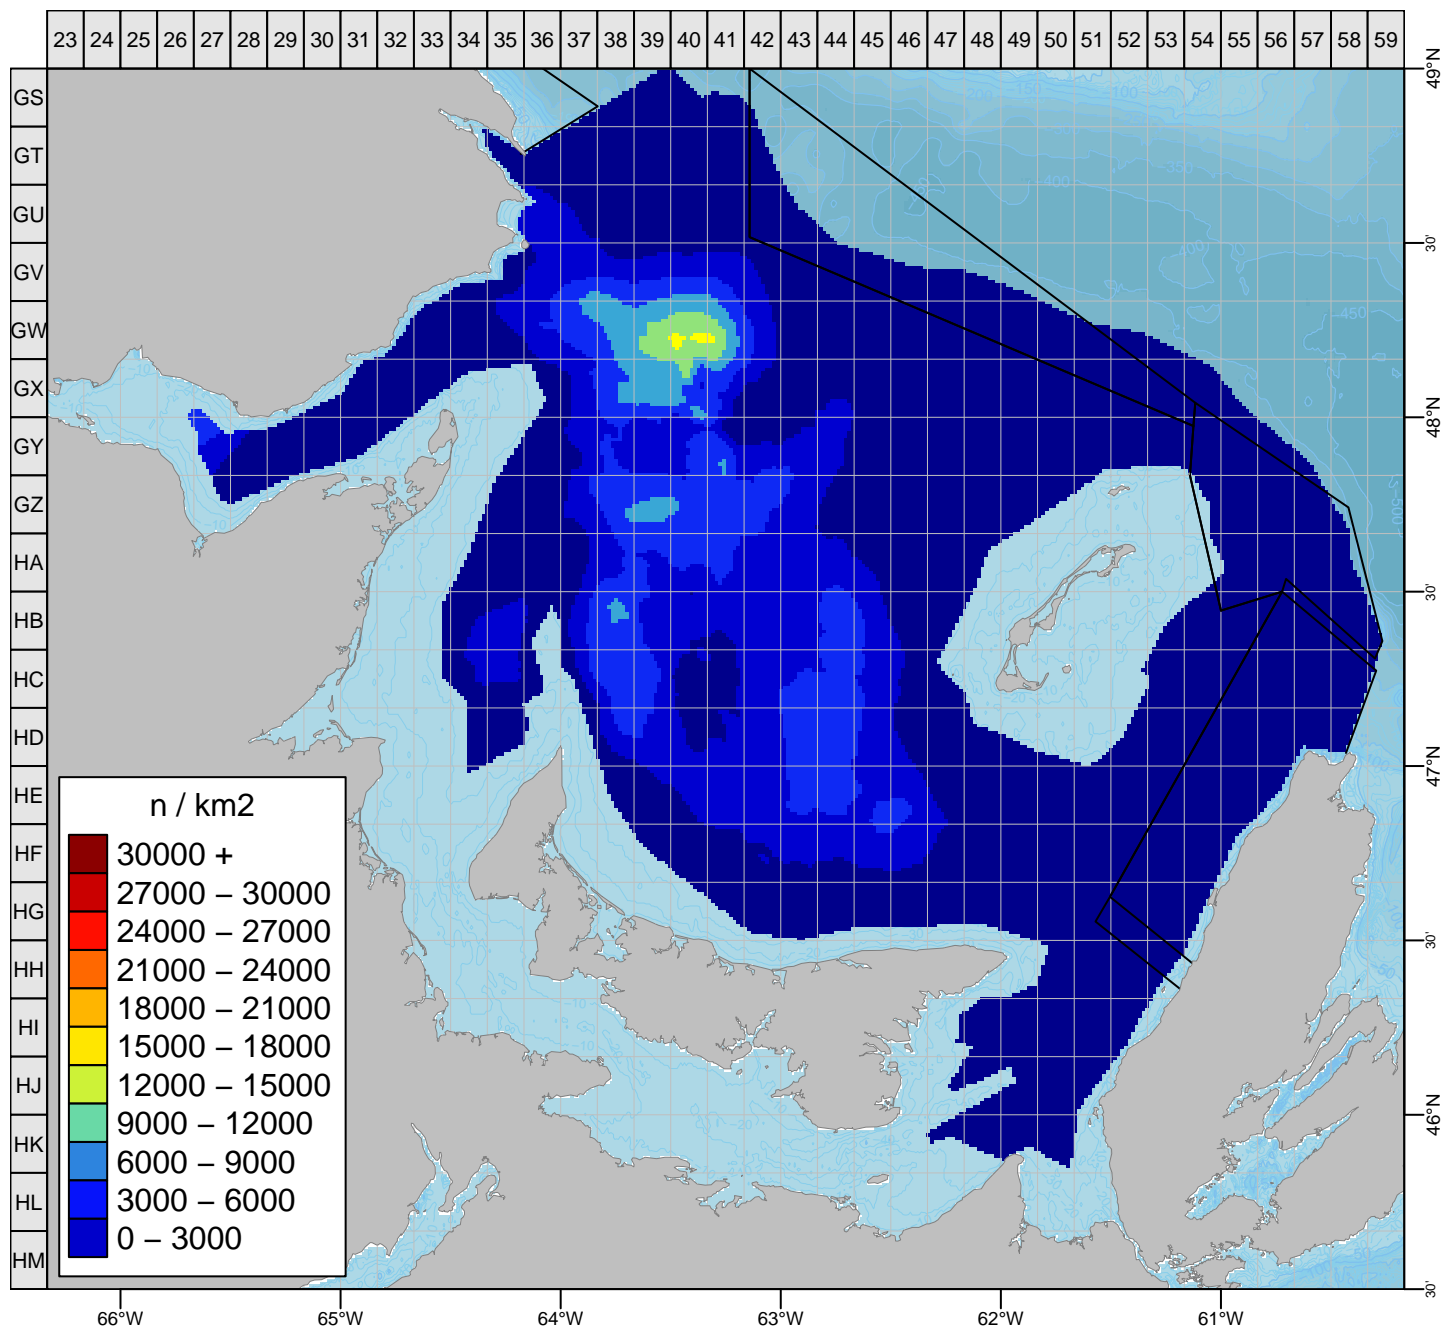 23 24 25 26 27 28 29 30 31 32 33 34 35 36 37 38 39 40 41 42 43 44 45 46 47 48 49 50 51 52 53 54 55 56 57 58 59
49°N
GS
GT
GU
30'
GV
GW
GX
48°N
GY
GZ
HA
30'
HB
HC
HD
47°N
HE
HF
HG
30'
HH
HI
HJ
46°N
HK
HL
HM
30'
n / km2
30000 +
27000 – 30000
24000 – 27000
21000 – 24000
18000 – 21000
15000 – 18000
12000 – 15000
9000 – 12000
6000 – 9000
3000 – 6000
0 – 3000
66°W 65°W 64°W 63°W 62°W 61°W